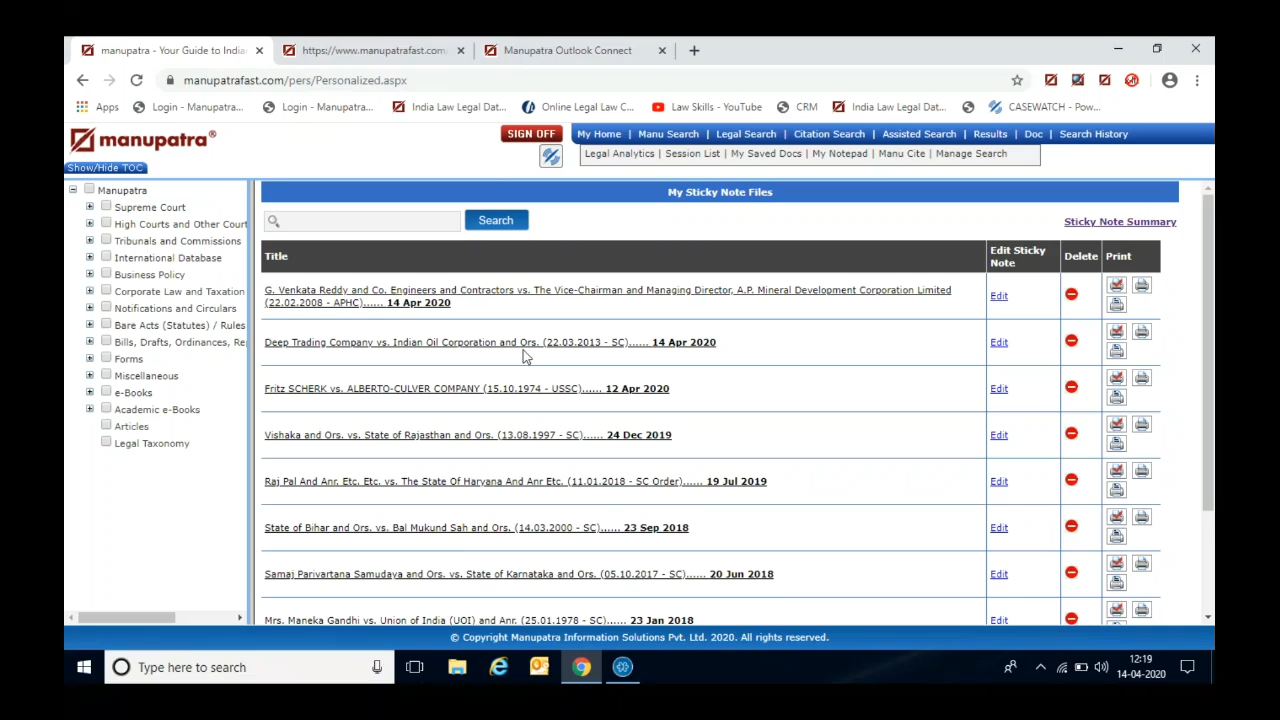 manupatra - Your Guide to India
https://www.manupatrafast.com
Manupatra Outlook Connect
manupatrafast.com/pers/Personalized.aspx
Apps
Login - Manupatra...
Login - Manupatra...
India Law Legal Dat...
Online Legal Law C...
Law Skills - YouTube
CRM
India Law Legal Dat...
CASEWATCH - Pow...
manupatra®
SIGN OFF
My Home | Manu Search | Legal Search | Citation Search | Assisted Search | Results | Doc | Search History
Legal Analytics | Session List | My Saved Docs | My Notepad | Manu Cite | Manage Search
Show/Hide TOC
Manupatra
Supreme Court
High Courts and Other Court
Tribunals and Commissions
International Database
Business Policy
Corporate Law and Taxation
Notifications and Circulars
Bare Acts (Statutes) / Rules
Bills, Drafts, Ordinances, Re
Forms
Miscellaneous
e-Books
Academic e-Books
Articles
Legal Taxonomy
My Sticky Note Files
Search
Sticky Note Summary
Title
Edit Sticky Note
Delete
Print
G. Venkata Reddy and Co. Engineers and Contractors vs. The Vice-Chairman and Managing Director, A.P. Mineral Development Corporation Limited
(22.02.2008 - APHC)...... 14 Apr 2020
Edit
Deep Trading Company vs. Indian Oil Corporation and Ors. (22.03.2013 - SC)...... 14 Apr 2020
Edit
Fritz SCHERK vs. ALBERTO-CULVER COMPANY (15.10.1974 - USSC)...... 12 Apr 2020
Edit
Vishaka and Ors. vs. State of Rajasthan and Ors. (13.08.1997 - SC)...... 24 Dec 2019
Edit
Raj Pal And Anr. Etc. Etc. vs. The State Of Haryana And Anr Etc. (11.01.2018 - SC Order)...... 19 Jul 2019
Edit
State of Bihar and Ors. vs. Bal Mukund Sah and Ors. (14.03.2000 - SC)...... 23 Sep 2018
Edit
Samaj Parivartana Samudaya and Ors. vs. State of Karnataka and Ors. (05.10.2017 - SC)...... 20 Jun 2018
Edit
Mrs. Maneka Gandhi vs. Union of India (UOI) and Anr. (25.01.1978 - SC)...... 23 Jan 2018
Edit
© Copyright Manupatra Information Solutions Pvt. Ltd. 2020. All rights reserved.
Type here to search
12:19
14-04-2020